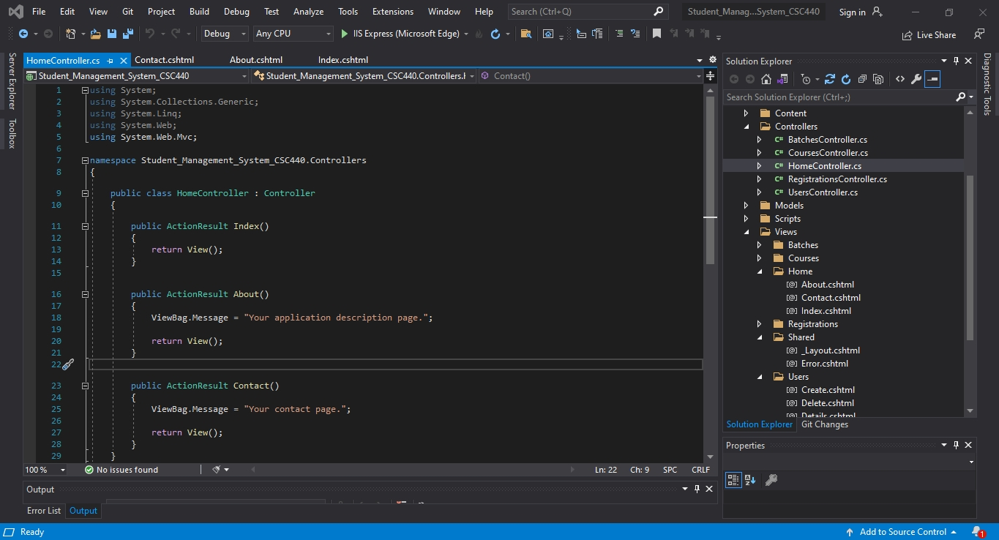 File Edit View Git Project Build Debug Test Analyze Tools Extensions Window Help Search (Ctrl+Q) Student_Manag...System_CSC440 Sign in
Debug Any CPU IIS Express (Microsoft Edge) Live Share
Server Explorer
Toolbox
HomeController.cs Contact.cshtml About.cshtml Index.cshtml
Student_Management_System_CSC440 Student_Management_System_CSC440.Controllers.H Contact()
1 using System;
2 using System.Collections.Generic;
3 using System.Linq;
4 using System.Web;
5 using System.Web.Mvc;
6
7 namespace Student_Management_System_CSC440.Controllers
8 {
9 public class HomeController : Controller
10 {
11 public ActionResult Index()
12 {
13 return View();
14 }
15
16 public ActionResult About()
17 {
18 ViewBag.Message = "Your application description page.";
19
20 return View();
21 }
22
23 public ActionResult Contact()
24 {
25 ViewBag.Message = "Your contact page.";
26
27 return View();
28 }
29 }
100 % No issues found Ln: 22 Ch: 9 SPC CRLF
Output
Error List Output
Solution Explorer
Search Solution Explorer (Ctrl+;)
Content
Controllers
C# BatchesController.cs
C# CoursesController.cs
C# HomeController.cs
C# RegistrationsController.cs
C# UsersController.cs
Models
Scripts
Views
Batches
Courses
Home
[@] About.cshtml
[@] Contact.cshtml
[@] Index.cshtml
Registrations
Shared
[@] _Layout.cshtml
[@] Error.cshtml
Users
[@] Create.cshtml
[@] Delete.cshtml
[@] Details.cshtml
Solution Explorer Git Changes
Properties
Diagnostic Tools
Ready Add to Source Control 1